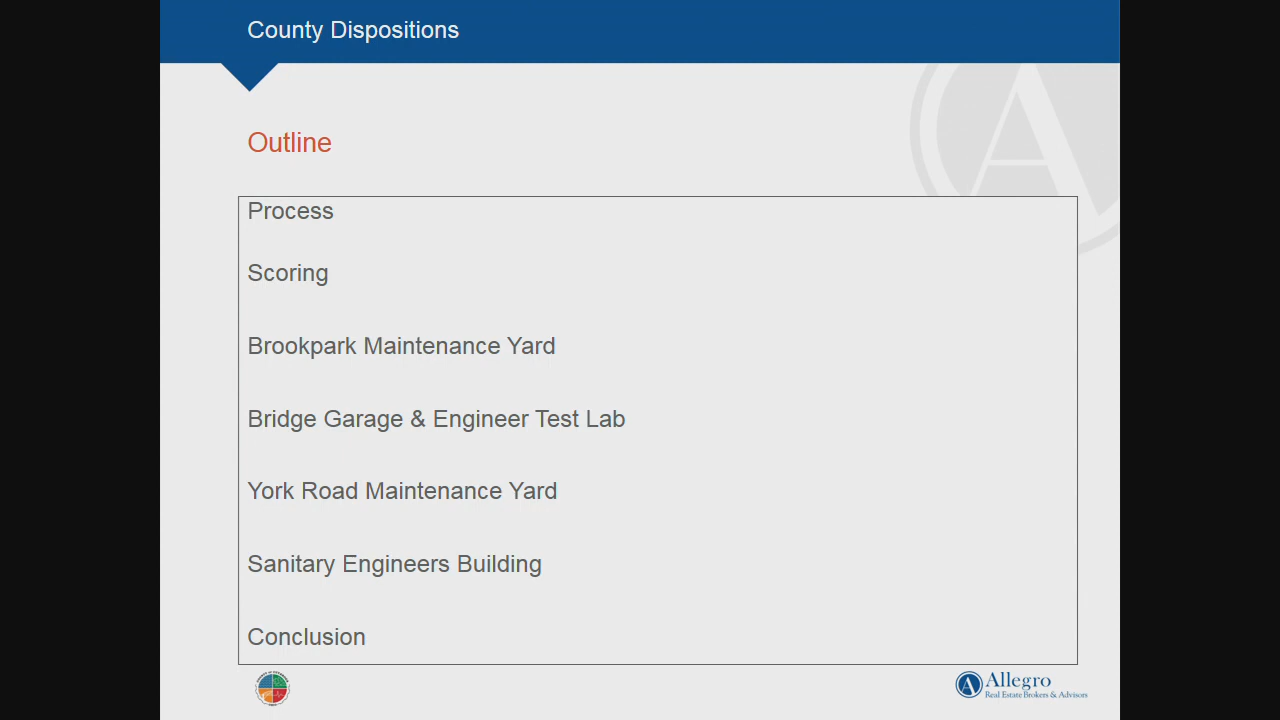 County Dispositions
Outline
Process
Scoring
Brookpark Maintenance Yard
Bridge Garage & Engineer Test Lab
York Road Maintenance Yard
Sanitary Engineers Building
Conclusion
A
Allegro
Real Estate Brokers & Advisors